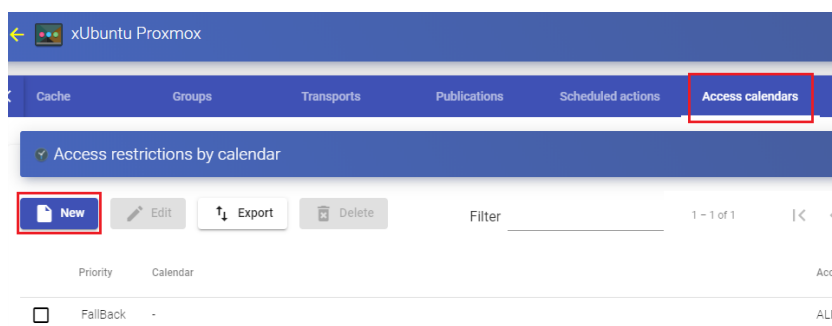 xUbuntu Proxmox
Cache Groups Transports Publications Scheduled actions Access calendars
Access restrictions by calendar
New Edit Export Delete Filter 1 – 1 of 1
Priority Calendar
FallBack -